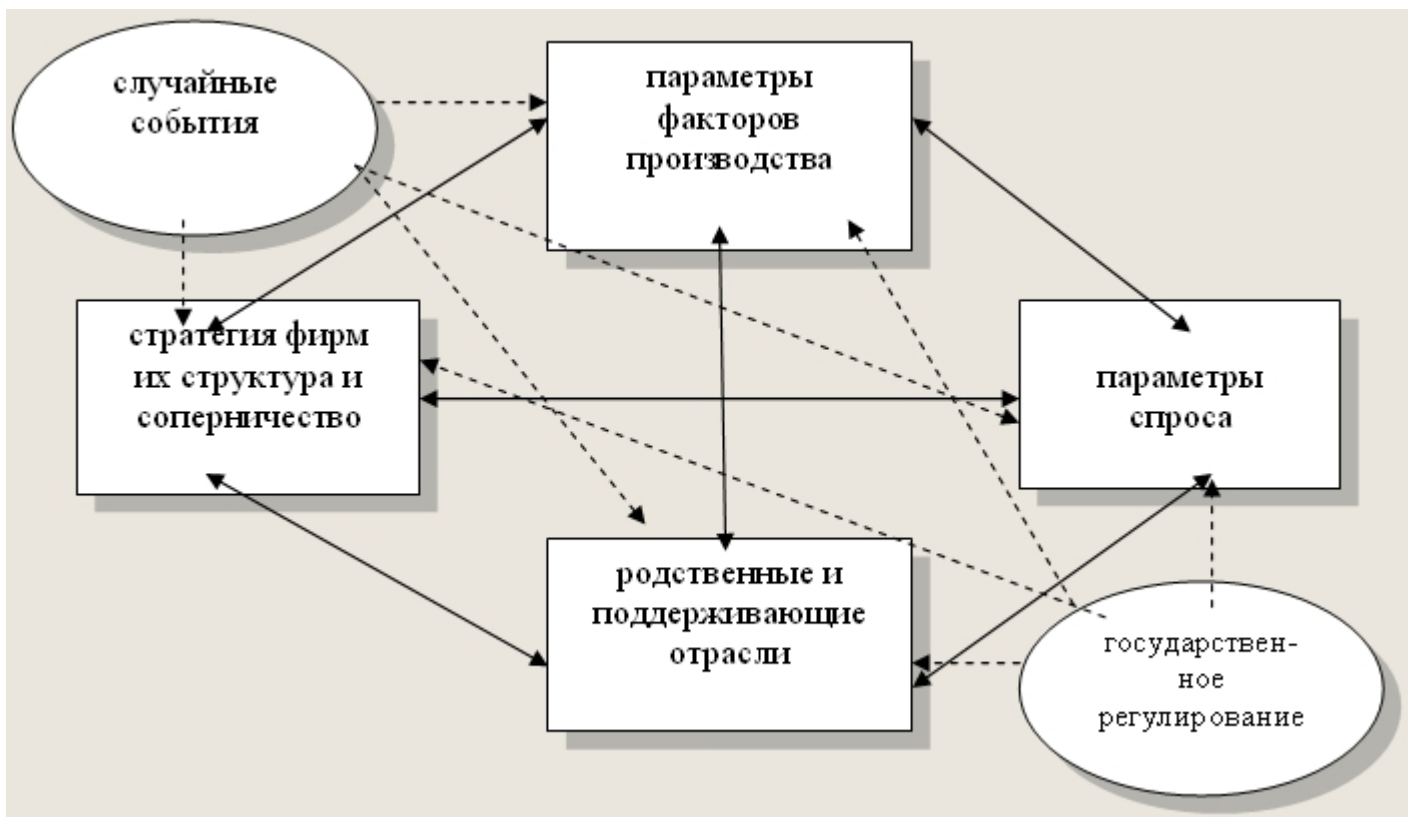 случайные
события
параметры
факторов
производства
стратегия фирм
их структура и
соперничество
параметры
спроса
родственные и
поддерживающие
отрасли
государствен-
ное
регулирование